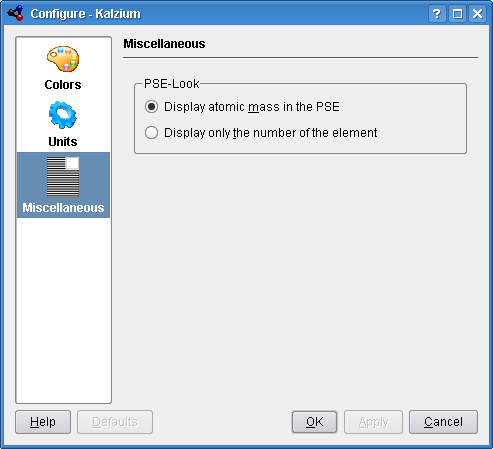 Configure - Kalzium
?
Colors
Units
Miscellaneous
Miscellaneous
PSE-Look
Display atomic mass in the PSE
Display only the number of the element
Help
Defaults
OK
Apply
Cancel